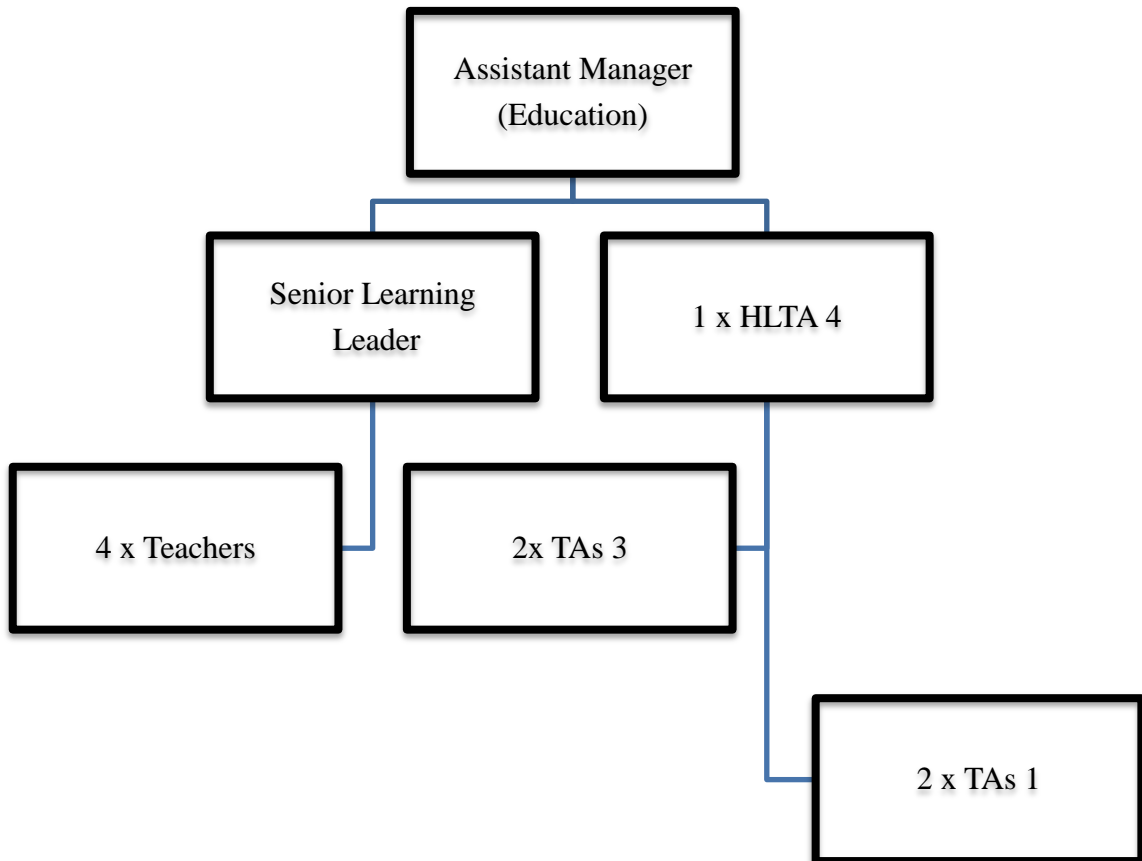 Assistant Manager
(Education)
Senior Learning
Leader
1 x HLTA 4
4 x Teachers
2x TAs 3
2 x TAs 1